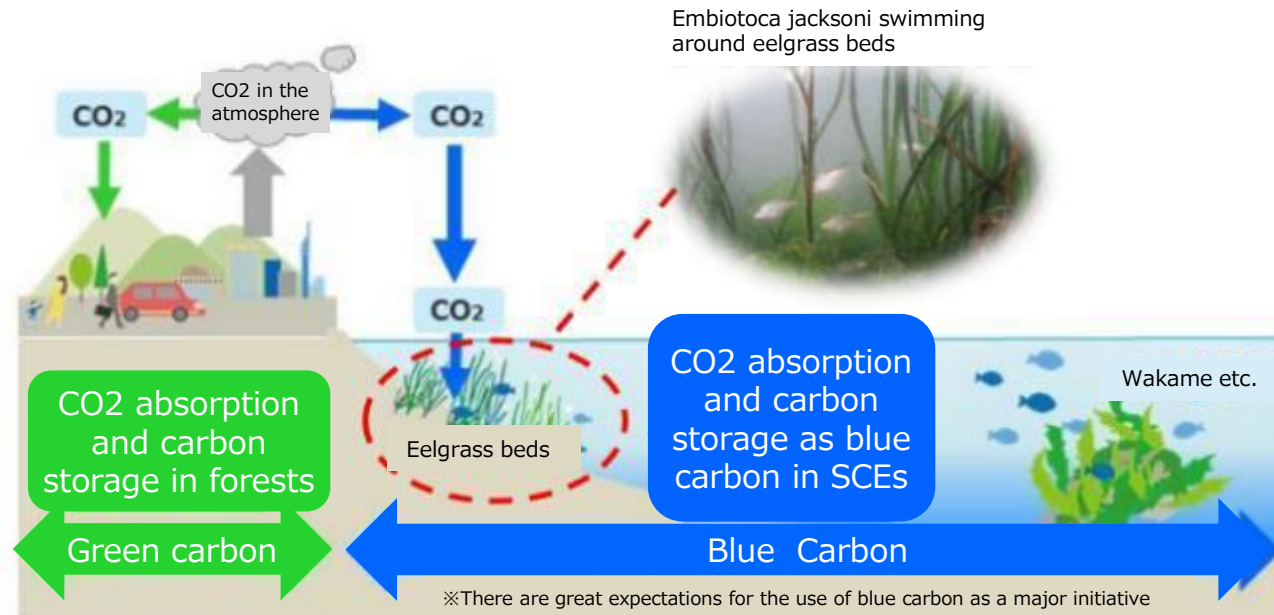 Embiotoca jacksoni swimming
around eelgrass beds
CO2 in the
atmosphere
CO2
CO2
CO2
CO2 absorption
and carbon
storage in forests
Eelgrass beds
CO2 absorption
and carbon
storage as blue
carbon in SCEs
Wakame etc.
Green carbon
Blue Carbon
※There are great expectations for the use of blue carbon as a major initiative